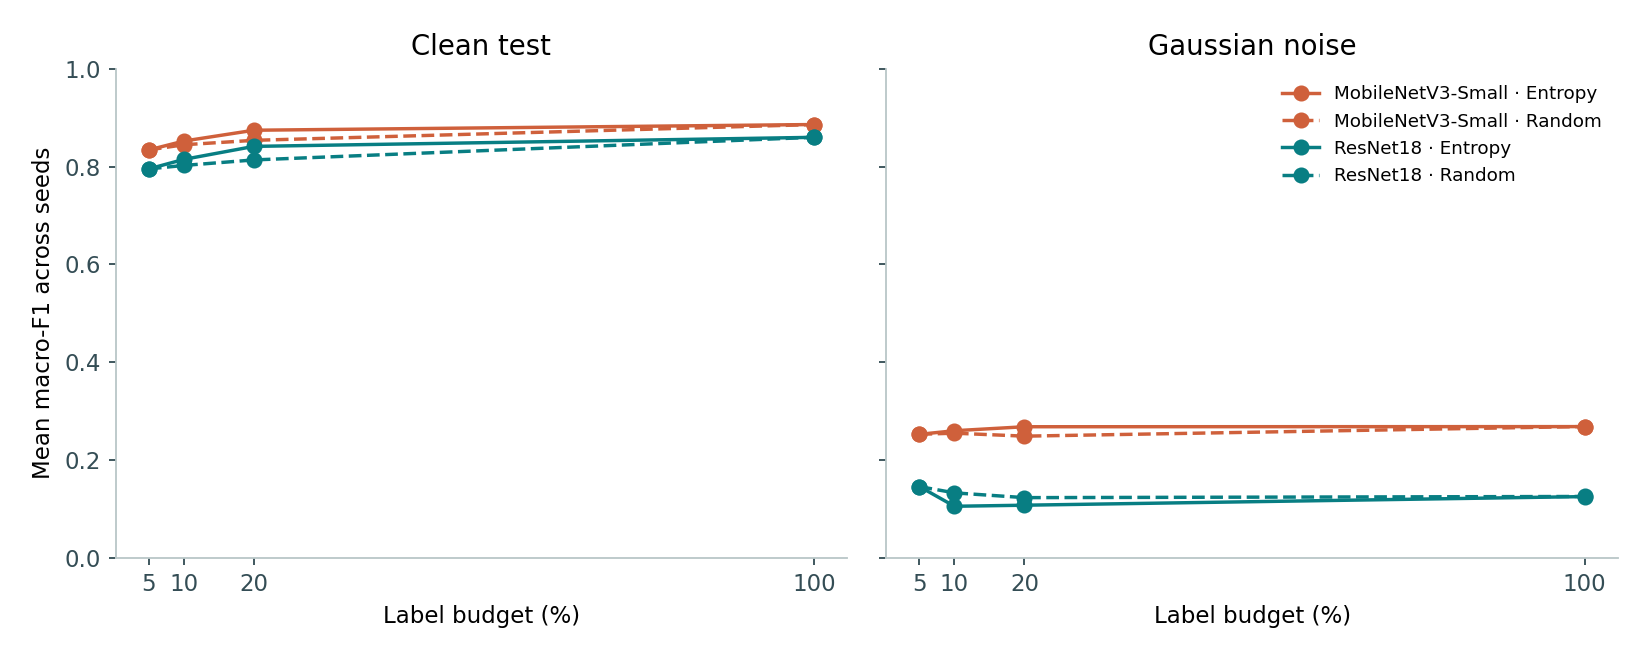 Clean test
Gaussian noise
Mean macro-F1 across seeds
1.0
0.8
0.6
0.4
0.2
0.0
5 10 20 100
Label budget (%)
MobileNetV3-Small · Entropy
MobileNetV3-Small · Random
ResNet18 · Entropy
ResNet18 · Random
5 10 20 100
Label budget (%)